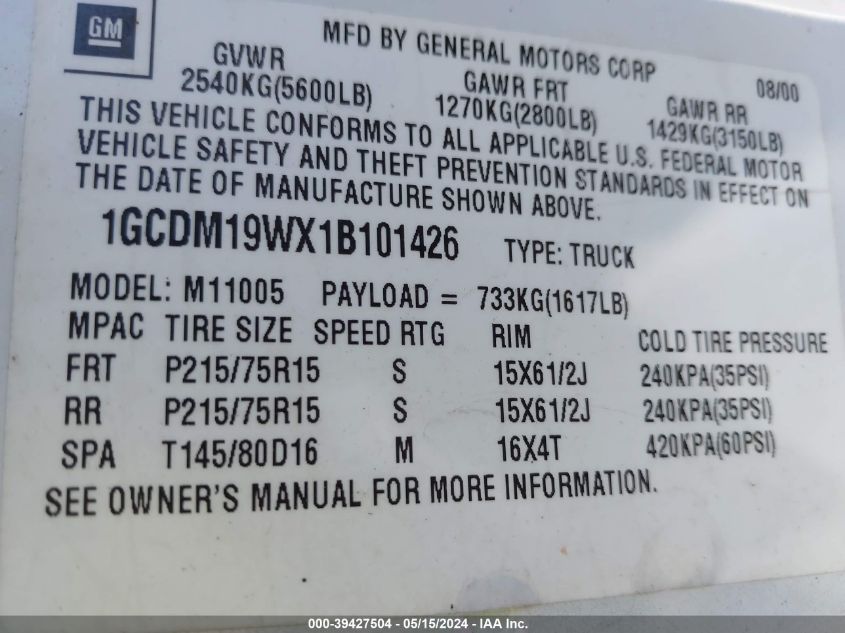 GM
MFD BY GENERAL MOTORS CORP
08/00
GVWR
2540KG(5600LB)
GAWR FRT
1270KG(2800LB)
GAWR RR
1429KG(3150LB)
THIS VEHICLE CONFORMS TO ALL APPLICABLE U.S. FEDERAL MOTOR
VEHICLE SAFETY AND THEFT PREVENTION STANDARDS IN EFFECT ON
THE DATE OF MANUFACTURE SHOWN ABOVE.
1GCDM19WX1B101426 TYPE: TRUCK
MODEL: M11005 PAYLOAD = 733KG(1617LB)
MPAC TIRE SIZE SPEED RTG RIM COLD TIRE PRESSURE
FRT P215/75R15 S 15X61/2J 240KPA(35PSI)
RR P215/75R15 S 15X61/2J 240KPA(35PSI)
SPA T145/80D16 M 16X4T 420KPA(60PSI)
SEE OWNER'S MANUAL FOR MORE INFORMATION.
000-39427504 - 05/15/2024 - IAA Inc.